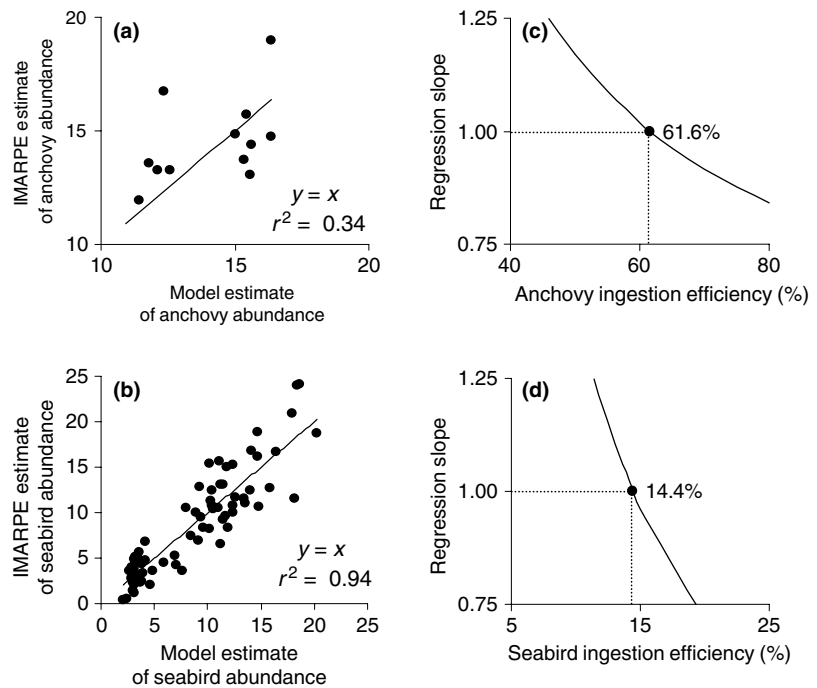 (a)
20
15
10
10
15
20
IMARPE estimate
of anchovy abundance
y = x
r² = 0.34
Model estimate
of anchovy abundance
(c)
1.25
1.00
0.75
40
60
80
Regression slope
61.6%
Anchovy ingestion efficiency (%)
(b)
25
20
15
10
5
0
0
5
10
15
20
25
IMARPE estimate
of seabird abundance
y = x
r² = 0.94
Model estimate
of seabird abundance
(d)
1.25
1.00
0.75
5
15
25
Regression slope
14.4%
Seabird ingestion efficiency (%)